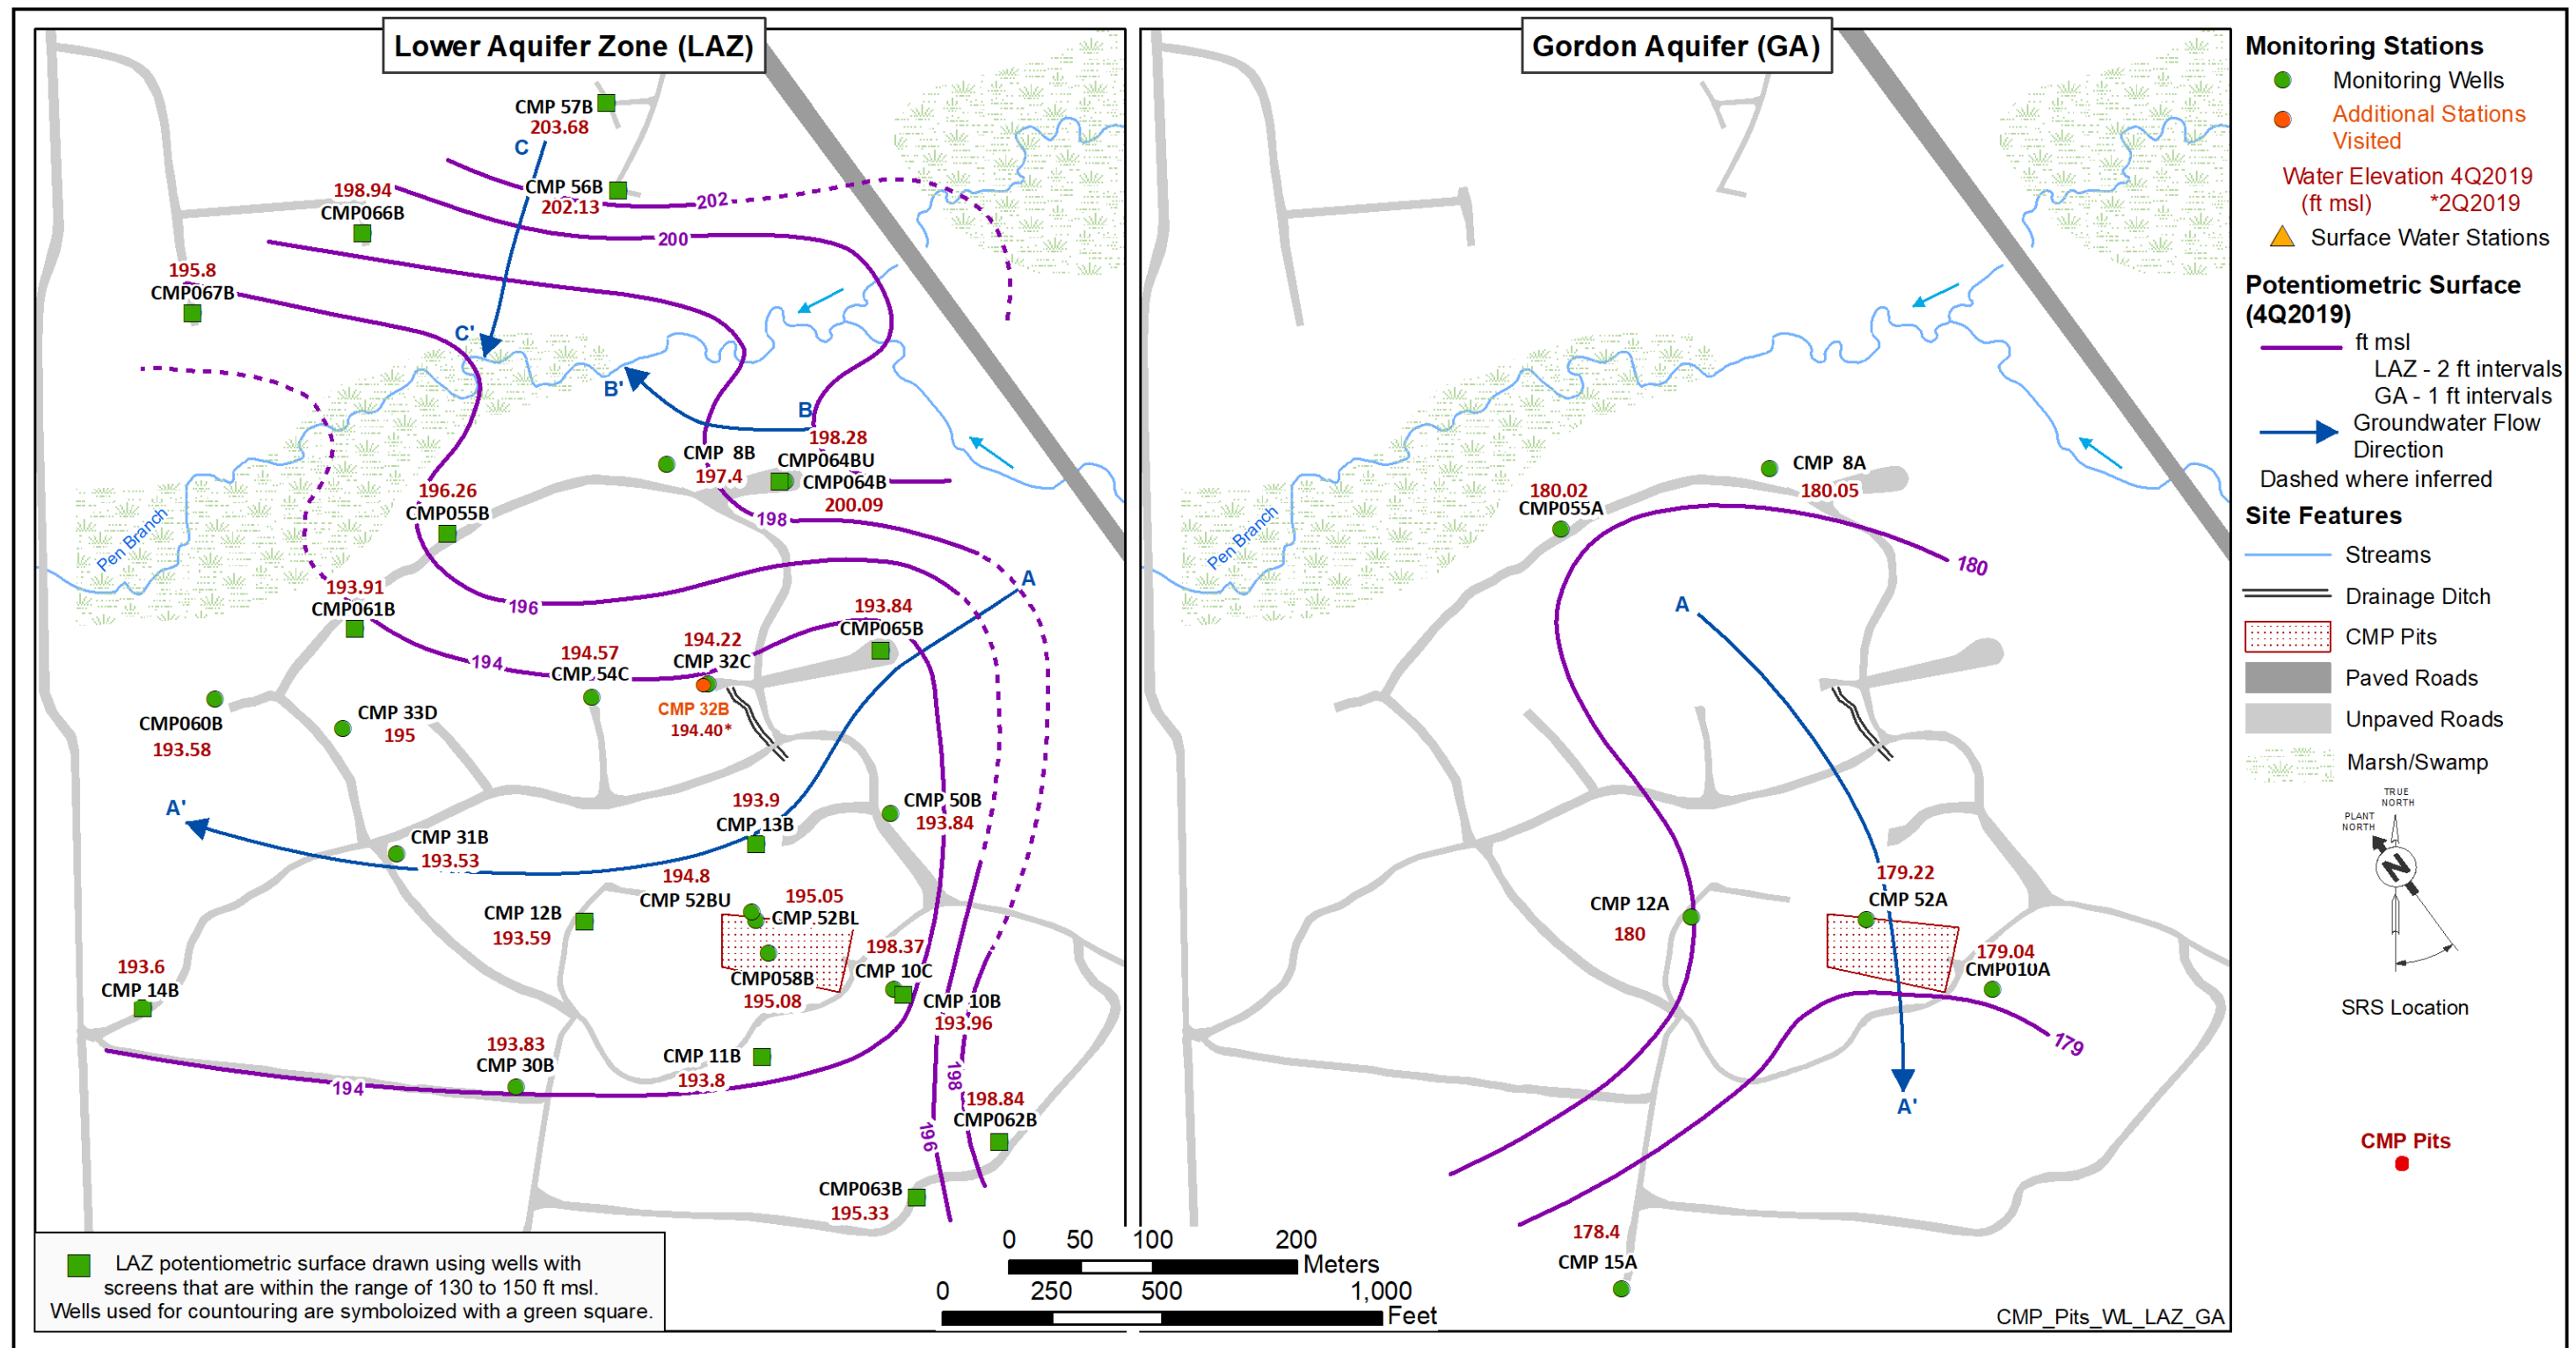 Lower Aquifer Zone (LAZ)
CMP 57B
203.68
C
CMP 56B
202.13
202
198.94
CMP066B
200
195.8
CMP067B
C'
B'
B
198.28
CMP 8B
197.4
CMP064BU
CMP064B
200.09
196.26
CMP055B
198
Pen Branch
A
193.91
CMP061B
196
193.84
CMP065B
194
194.57
CMP 54C
194.22
CMP 32C
CMP 32B
194.40*
CMP060B
193.58
CMP 33D
195
A'
CMP 31B
193.53
193.9
CMP 13B
CMP 50B
193.84
194.8
CMP 52BU
195.05
CMP 52BL
CMP 12B
193.59
CMP058B
195.08
198.37
CMP 10C
CMP 10B
193.96
193.6
CMP 14B
193.83
CMP 30B
194
CMP 11B
193.8
198
196
198.84
CMP062B
CMP063B
195.33
LAZ potentiometric surface drawn using wells with
screens that are within the range of 130 to 150 ft msl.
Wells used for countouring are symboloized with a green square.
0 50 100 200
Meters
0 250 500 1,000
Feet
Gordon Aquifer (GA)
CMP 8A
180.05
180.02
CMP055A
Pen Branch
180
A
179.22
CMP 52A
CMP 12A
180
179.04
CMP010A
179
A'
178.4
CMP 15A
CMP_Pits_WL_LAZ_GA
Monitoring Stations
Monitoring Wells
Additional Stations
Visited
Water Elevation 4Q2019
(ft msl) *2Q2019
Surface Water Stations
Potentiometric Surface
(4Q2019)
ft msl
LAZ - 2 ft intervals
GA - 1 ft intervals
Groundwater Flow
Direction
Dashed where inferred
Site Features
Streams
Drainage Ditch
CMP Pits
Paved Roads
Unpaved Roads
Marsh/Swamp
TRUE
NORTH
PLANT
NORTH
N
SRS Location
CMP Pits